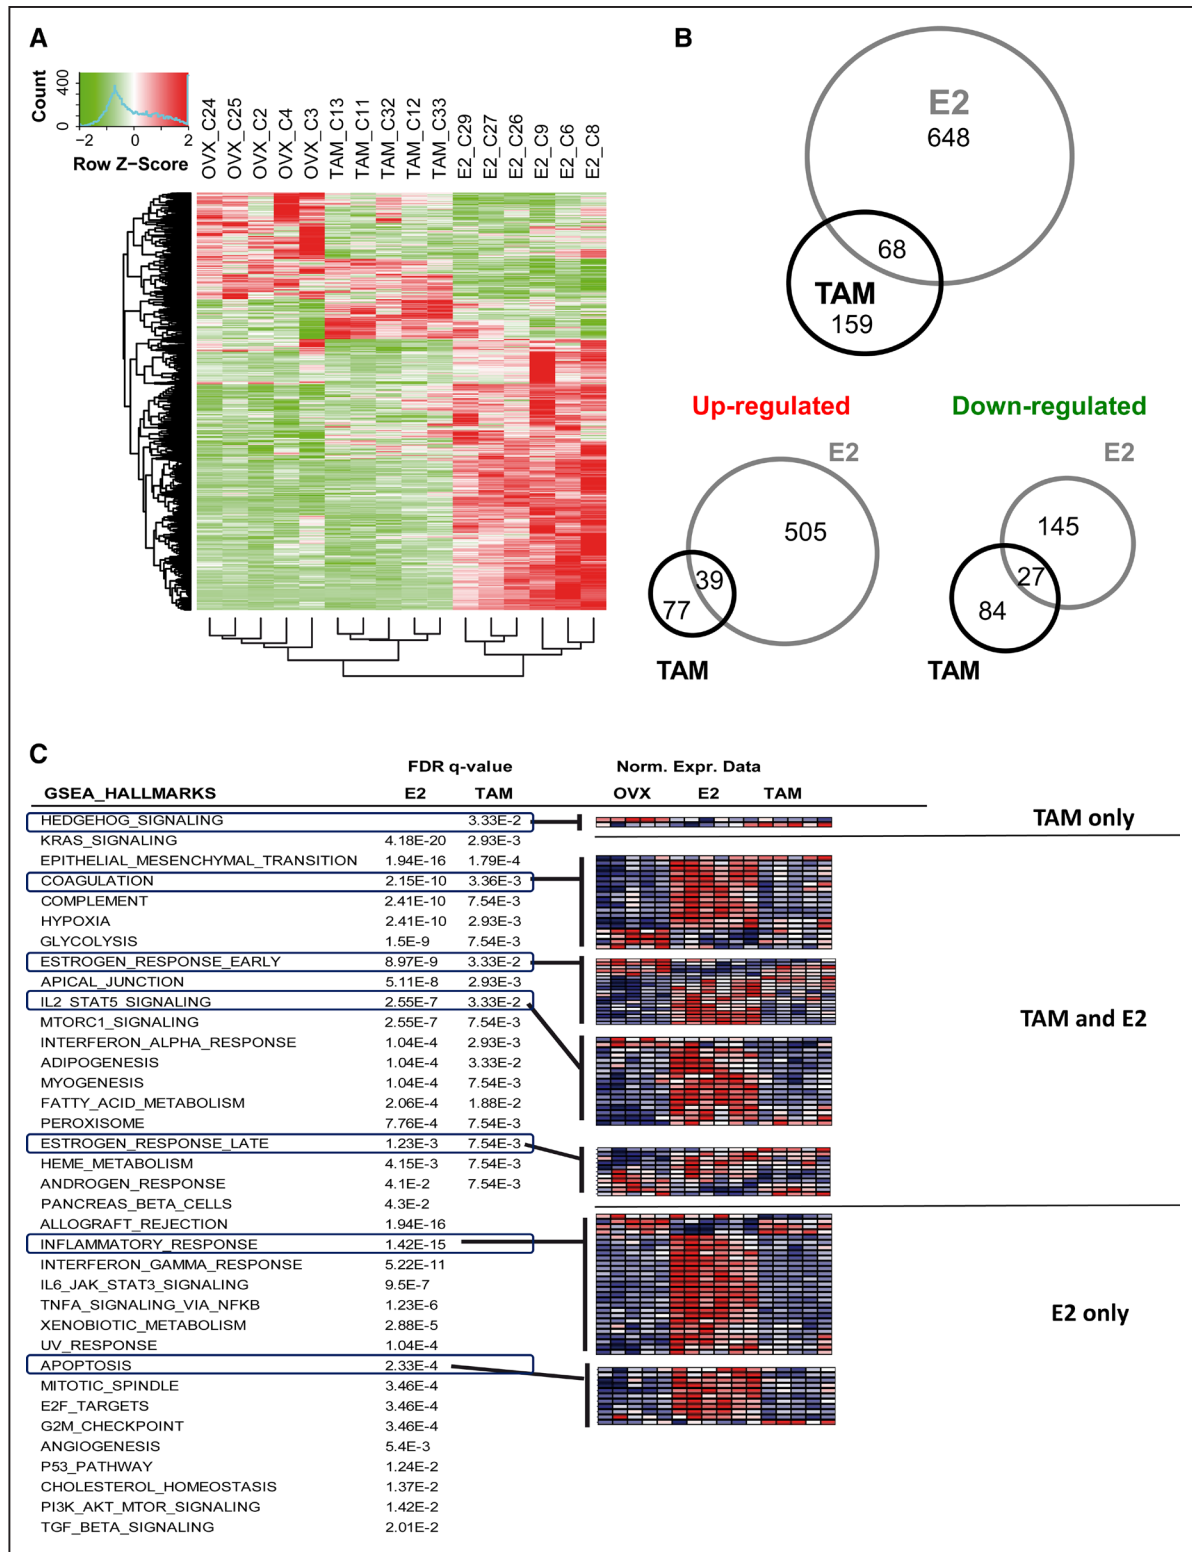 A
Count
400
0
−2
0
2
Row Z−Score
OVX_C24
OVX_C25
OVX_C2
OVX_C4
OVX_C3
TAM_C13
TAM_C11
TAM_C32
TAM_C12
TAM_C33
E2_C29
E2_C27
E2_C26
E2_C9
E2_C6
E2_C8
B
E2
648
68
TAM
159
Up-regulated
E2
505
39
77
TAM
Down-regulated
E2
145
27
84
TAM
C
FDR q-value Norm. Expr. Data
GSEA_HALLMARKS E2 TAM OVX E2 TAM
HEDGEHOG_SIGNALING 3.33E-2 TAM only
KRAS_SIGNALING 4.18E-20 2.93E-3
EPITHELIAL_MESENCHYMAL_TRANSITION 1.94E-16 1.79E-4
COAGULATION 2.15E-10 3.36E-3
COMPLEMENT 2.41E-10 7.54E-3
HYPOXIA 2.41E-10 2.93E-3
GLYCOLYSIS 1.5E-9 7.54E-3
ESTROGEN_RESPONSE_EARLY 8.97E-9 3.33E-2
APICAL_JUNCTION 5.11E-8 2.93E-3
IL2_STAT5_SIGNALING 2.55E-7 3.33E-2
MTORC1_SIGNALING 2.55E-7 7.54E-3 TAM and E2
INTERFERON_ALPHA_RESPONSE 1.04E-4 2.93E-3
ADIPOGENESIS 1.04E-4 3.33E-2
MYOGENESIS 1.04E-4 7.54E-3
FATTY_ACID_METABOLISM 2.06E-4 1.88E-2
PEROXISOME 7.76E-4 7.54E-3
ESTROGEN_RESPONSE_LATE 1.23E-3 7.54E-3
HEME_METABOLISM 4.15E-3 7.54E-3
ANDROGEN_RESPONSE 4.1E-2 7.54E-3
PANCREAS_BETA_CELLS 4.3E-2
ALLOGRAFT_REJECTION 1.94E-16
INFLAMMATORY_RESPONSE 1.42E-15
INTERFERON_GAMMA_RESPONSE 5.22E-11
IL6_JAK_STAT3_SIGNALING 9.5E-7
TNFA_SIGNALING_VIA_NFKB 1.23E-6 E2 only
XENOBIOTIC_METABOLISM 2.88E-5
UV_RESPONSE 1.04E-4
APOPTOSIS 2.33E-4
MITOTIC_SPINDLE 3.46E-4
E2F_TARGETS 3.46E-4
G2M_CHECKPOINT 3.46E-4
ANGIOGENESIS 5.4E-3
P53_PATHWAY 1.24E-2
CHOLESTEROL_HOMEOSTASIS 1.37E-2
PI3K_AKT_MTOR_SIGNALING 1.42E-2
TGF_BETA_SIGNALING 2.01E-2